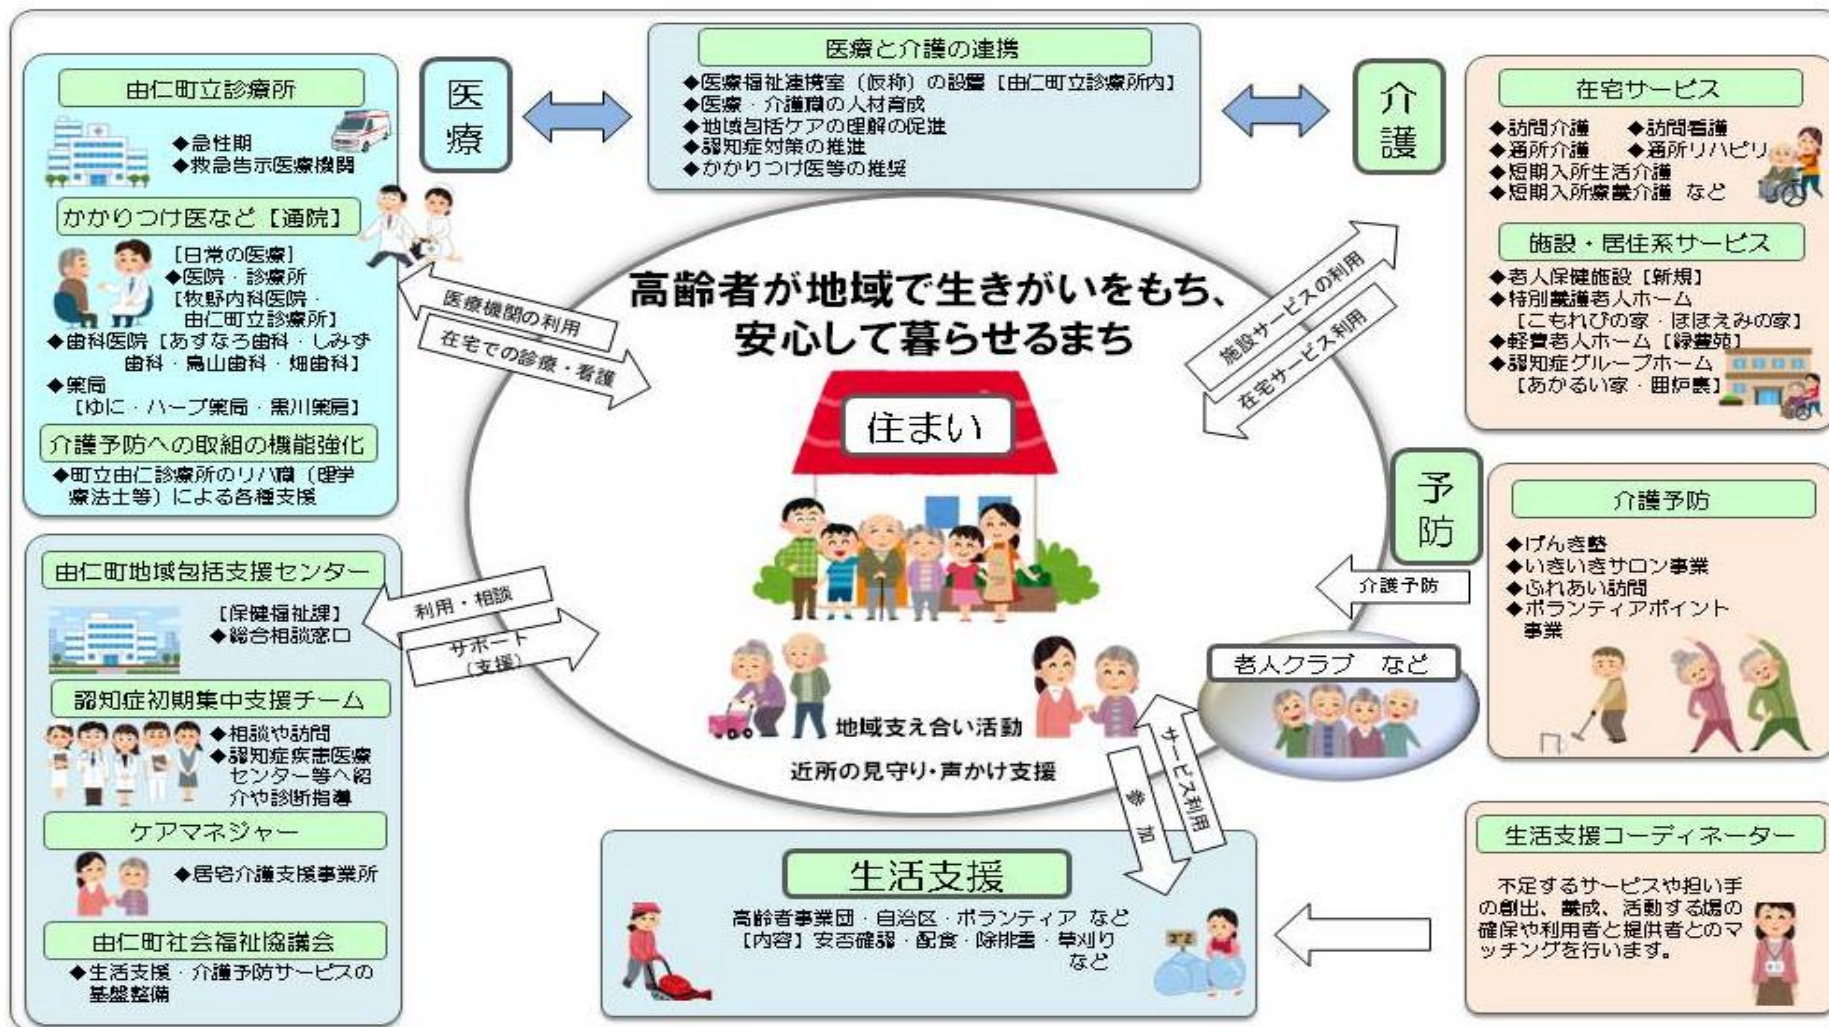 由仁町立診療所
◆急性期
◆救急告示医療機関
かかりつけ医など【通院】
［日常の医療］
◆医院・診療所
［牧野内科医院・
由仁町立診療所］
◆歯科医院［あすなろ歯科・しみず
歯科・鳥山歯科・畑歯科］
◆薬局
［ゆに・ハーブ薬局・黒川薬局］
介護予防への取組の機能強化
◆町立由仁診療所のリハ職（理学
療法士等）による各種支援
医療
医療と介護の連携
◆医療福祉連携室（仮称）の設置［由仁町立診療所内］
◆医療・介護職の人材育成
◆地域包括ケアの理解の促進
◆認知症対策の推進
◆かかりつけ医等の推奨
介護
在宅サービス
◆訪問介護　◆訪問看護
◆通所介護　◆通所リハビリ
◆短期入所生活介護
◆短期入所療養介護 など
施設・居住系サービス
◆老人保健施設［新規］
◆特別養護老人ホーム
［こもれびの家・ほほえみの家］
◆軽費老人ホーム［緑豊苑］
◆認知症グループホーム
［あかるい家・囲炉裏］
高齢者が地域で生きがいをもち、
安心して暮らせるまち
住まい
医療機関の利用
在宅での診療・看護
施設サービスの利用
在宅サービス利用
予防
介護予防
介護予防
◆げんき塾
◆いきいきサロン事業
◆ふれあい訪問
◆ボランティアポイント
事業
老人クラブ など
由仁町地域包括支援センター
［保健福祉課］
◆総合相談窓口
利用・相談
サポート
（支援）
認知症初期集中支援チーム
◆相談や訪問
◆認知症疾患医療
センター等へ紹
介や診断指導
ケアマネジャー
◆居宅介護支援事業所
由仁町社会福祉協議会
◆生活支援・介護予防サービスの
基盤整備
地域支え合い活動
近所の見守り・声かけ支援
サービス利用
参加
生活支援
高齢者事業団・自治区・ボランティア など
［内容］安否確認・配食・除排雪・草刈り
など
生活支援コーディネーター
不足するサービスや担い手
の創出、養成、活動する場の
確保や利用者と提供者とのマ
ッチングを行います。